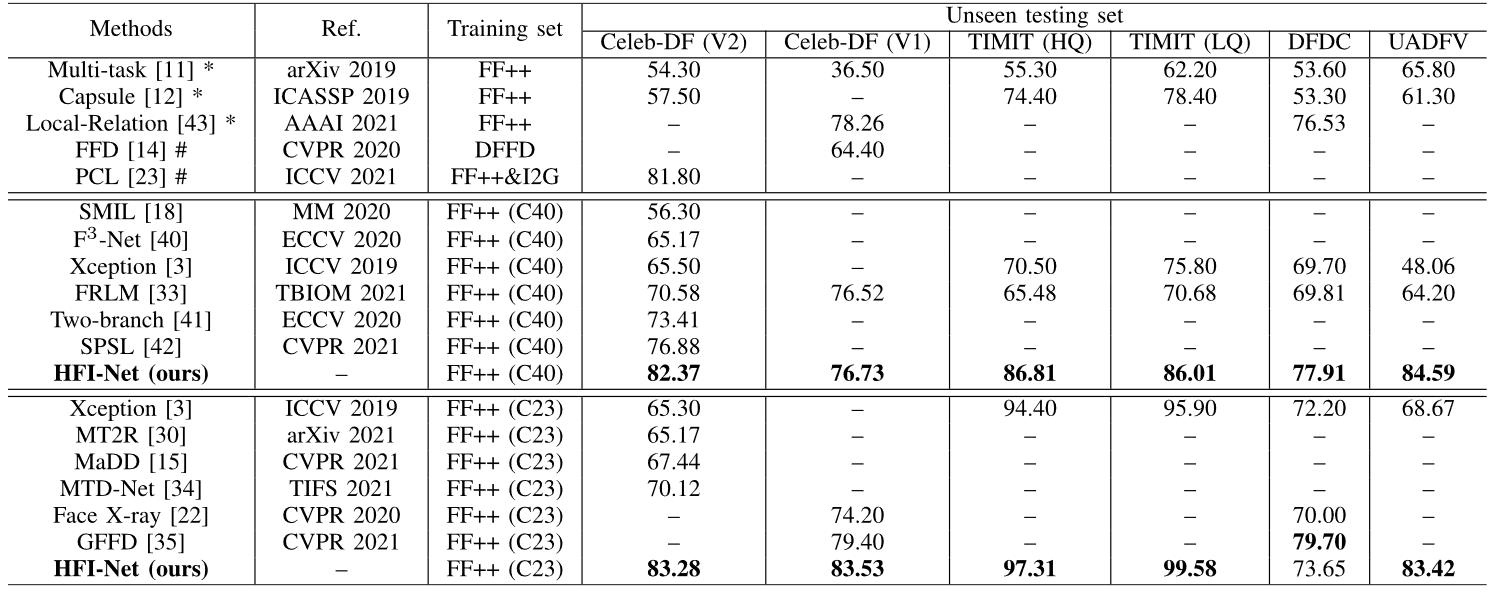 Methods Ref. Training set Unseen testing set
Celeb-DF (V2) Celeb-DF (V1) TIMIT (HQ) TIMIT (LQ) DFDC UADFV
Multi-task [11] * arXiv 2019 FF++ 54.30 36.50 55.30 62.20 53.60 65.80
Capsule [12] * ICASSP 2019 FF++ 57.50 – 74.40 78.40 53.30 61.30
Local-Relation [43] * AAAI 2021 FF++ – 78.26 – – 76.53 –
FFD [14] # CVPR 2020 DFFD – 64.40 – – – –
PCL [23] # ICCV 2021 FF++&I2G 81.80 – – – – –
SMIL [18] MM 2020 FF++ (C40) 56.30 – – – – –
F³-Net [40] ECCV 2020 FF++ (C40) 65.17 – – – – –
Xception [3] ICCV 2019 FF++ (C40) 65.50 – 70.50 75.80 69.70 48.06
FRLM [33] TBIOM 2021 FF++ (C40) 70.58 76.52 65.48 70.68 69.81 64.20
Two-branch [41] ECCV 2020 FF++ (C40) 73.41 – – – – –
SPSL [42] CVPR 2021 FF++ (C40) 76.88 – – – – –
HFI-Net (ours) – FF++ (C40) 82.37 76.73 86.81 86.01 77.91 84.59
Xception [3] ICCV 2019 FF++ (C23) 65.30 – 94.40 95.90 72.20 68.67
MT2R [30] arXiv 2021 FF++ (C23) 65.17 – – – – –
MaDD [15] CVPR 2021 FF++ (C23) 67.44 – – – – –
MTD-Net [34] TIFS 2021 FF++ (C23) 70.12 – – – – –
Face X-ray [22] CVPR 2020 FF++ (C23) – 74.20 – – 70.00 –
GFFD [35] CVPR 2021 FF++ (C23) – 79.40 – – 79.70 –
HFI-Net (ours) – FF++ (C23) 83.28 83.53 97.31 99.58 73.65 83.42